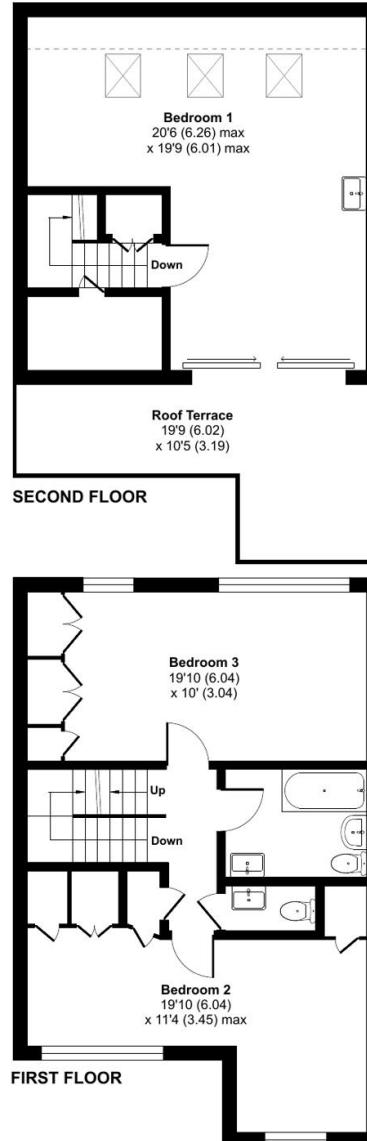 Bedroom 1
20'6 (6.26) max
x 19'9 (6.01) max
Down
Roof Terrace
19'9 (6.02)
x 10'5 (3.19)
SECOND FLOOR
Bedroom 3
19'10 (6.04)
x 10' (3.04)
Up
Down
Bedroom 2
19'10 (6.04)
x 11'4 (3.45) max
FIRST FLOOR